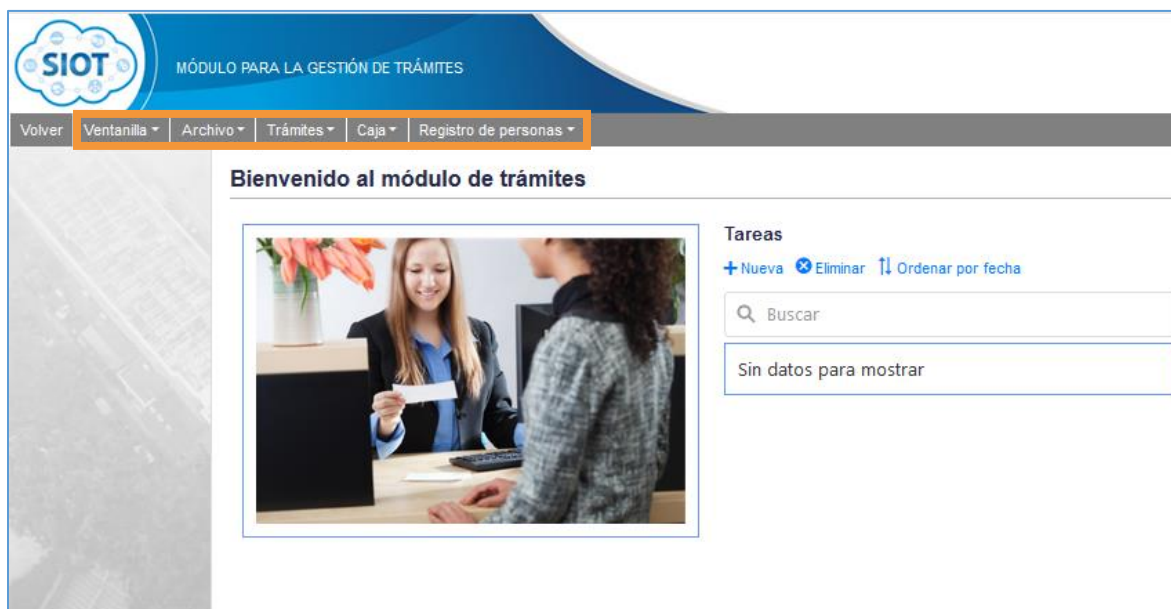 SIOT
MÓDULO PARA LA GESTIÓN DE TRÁMITES
Volver Ventanilla Archivo Trámites Caja Registro de personas
Bienvenido al módulo de trámites
Tareas
Nueva Eliminar Ordenar por fecha
Buscar
Sin datos para mostrar